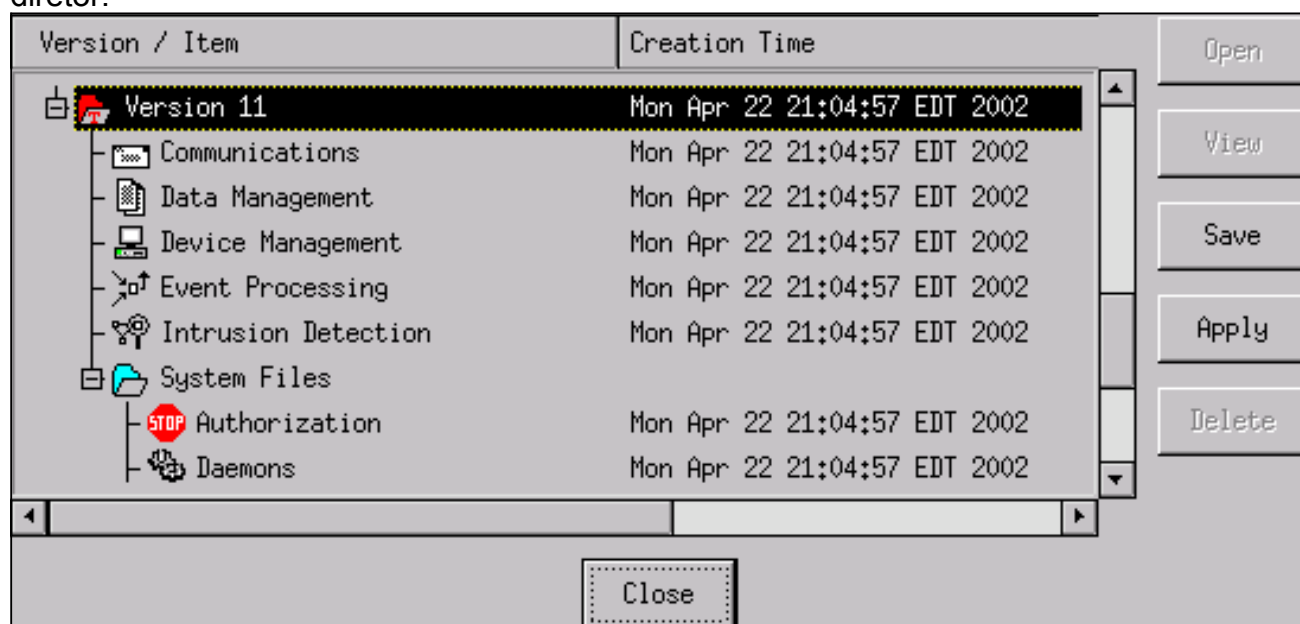 diretor.
Version / Item Creation Time
Open
Version 11 Mon Apr 22 21:04:57 EDT 2002
Communications Mon Apr 22 21:04:57 EDT 2002
View
Data Management Mon Apr 22 21:04:57 EDT 2002
Device Management Mon Apr 22 21:04:57 EDT 2002
Save
Event Processing Mon Apr 22 21:04:57 EDT 2002
Intrusion Detection Mon Apr 22 21:04:57 EDT 2002
Apply
System Files
STOP Authorization Mon Apr 22 21:04:57 EDT 2002
Delete
Daemons Mon Apr 22 21:04:57 EDT 2002
Close